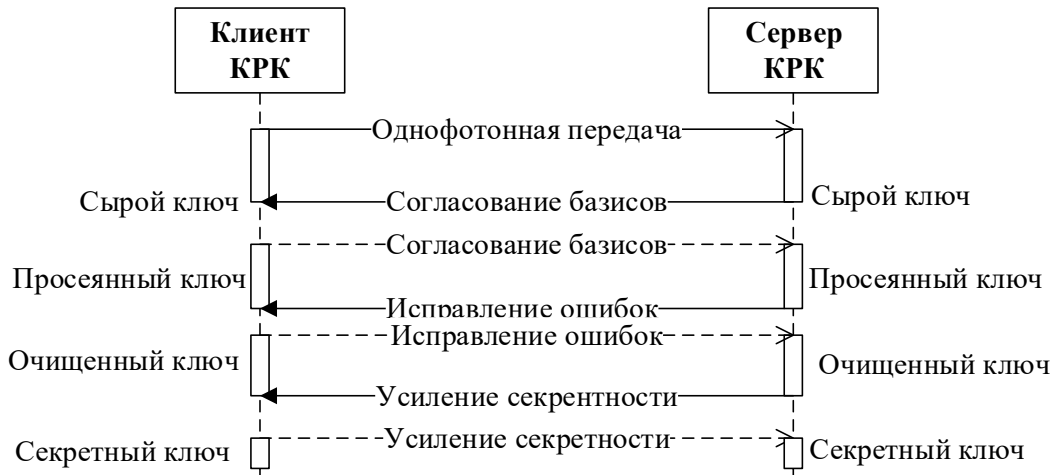 Клиент
КРК
Сервер
КРК
Однофотонная передача
Сырой ключ
Согласование базисов
Сырой ключ
Согласование базисов
Просеянный ключ
Просеянный ключ
Исправление ошибок
Исправление ошибок
Очищенный ключ
Очищенный ключ
Усиление секрентности
Усиление секретности
Секретный ключ
Секретный ключ